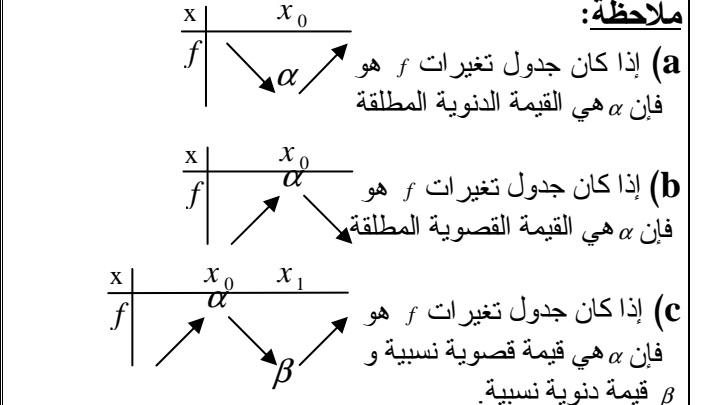 ملاحظة:
a) إذا كان جدول تغيرات f هو
x x₀
f α
فإن α هي القيمة الدنوية المطلقة
b) إذا كان جدول تغيرات f هو
x x₀
f α
فإن α هي القيمة القصوية المطلقة
c) إذا كان جدول تغيرات f هو
x x₀ x₁
f α β
فإن α هي قيمة قصوية نسبية و
β قيمة دنوية نسبية.